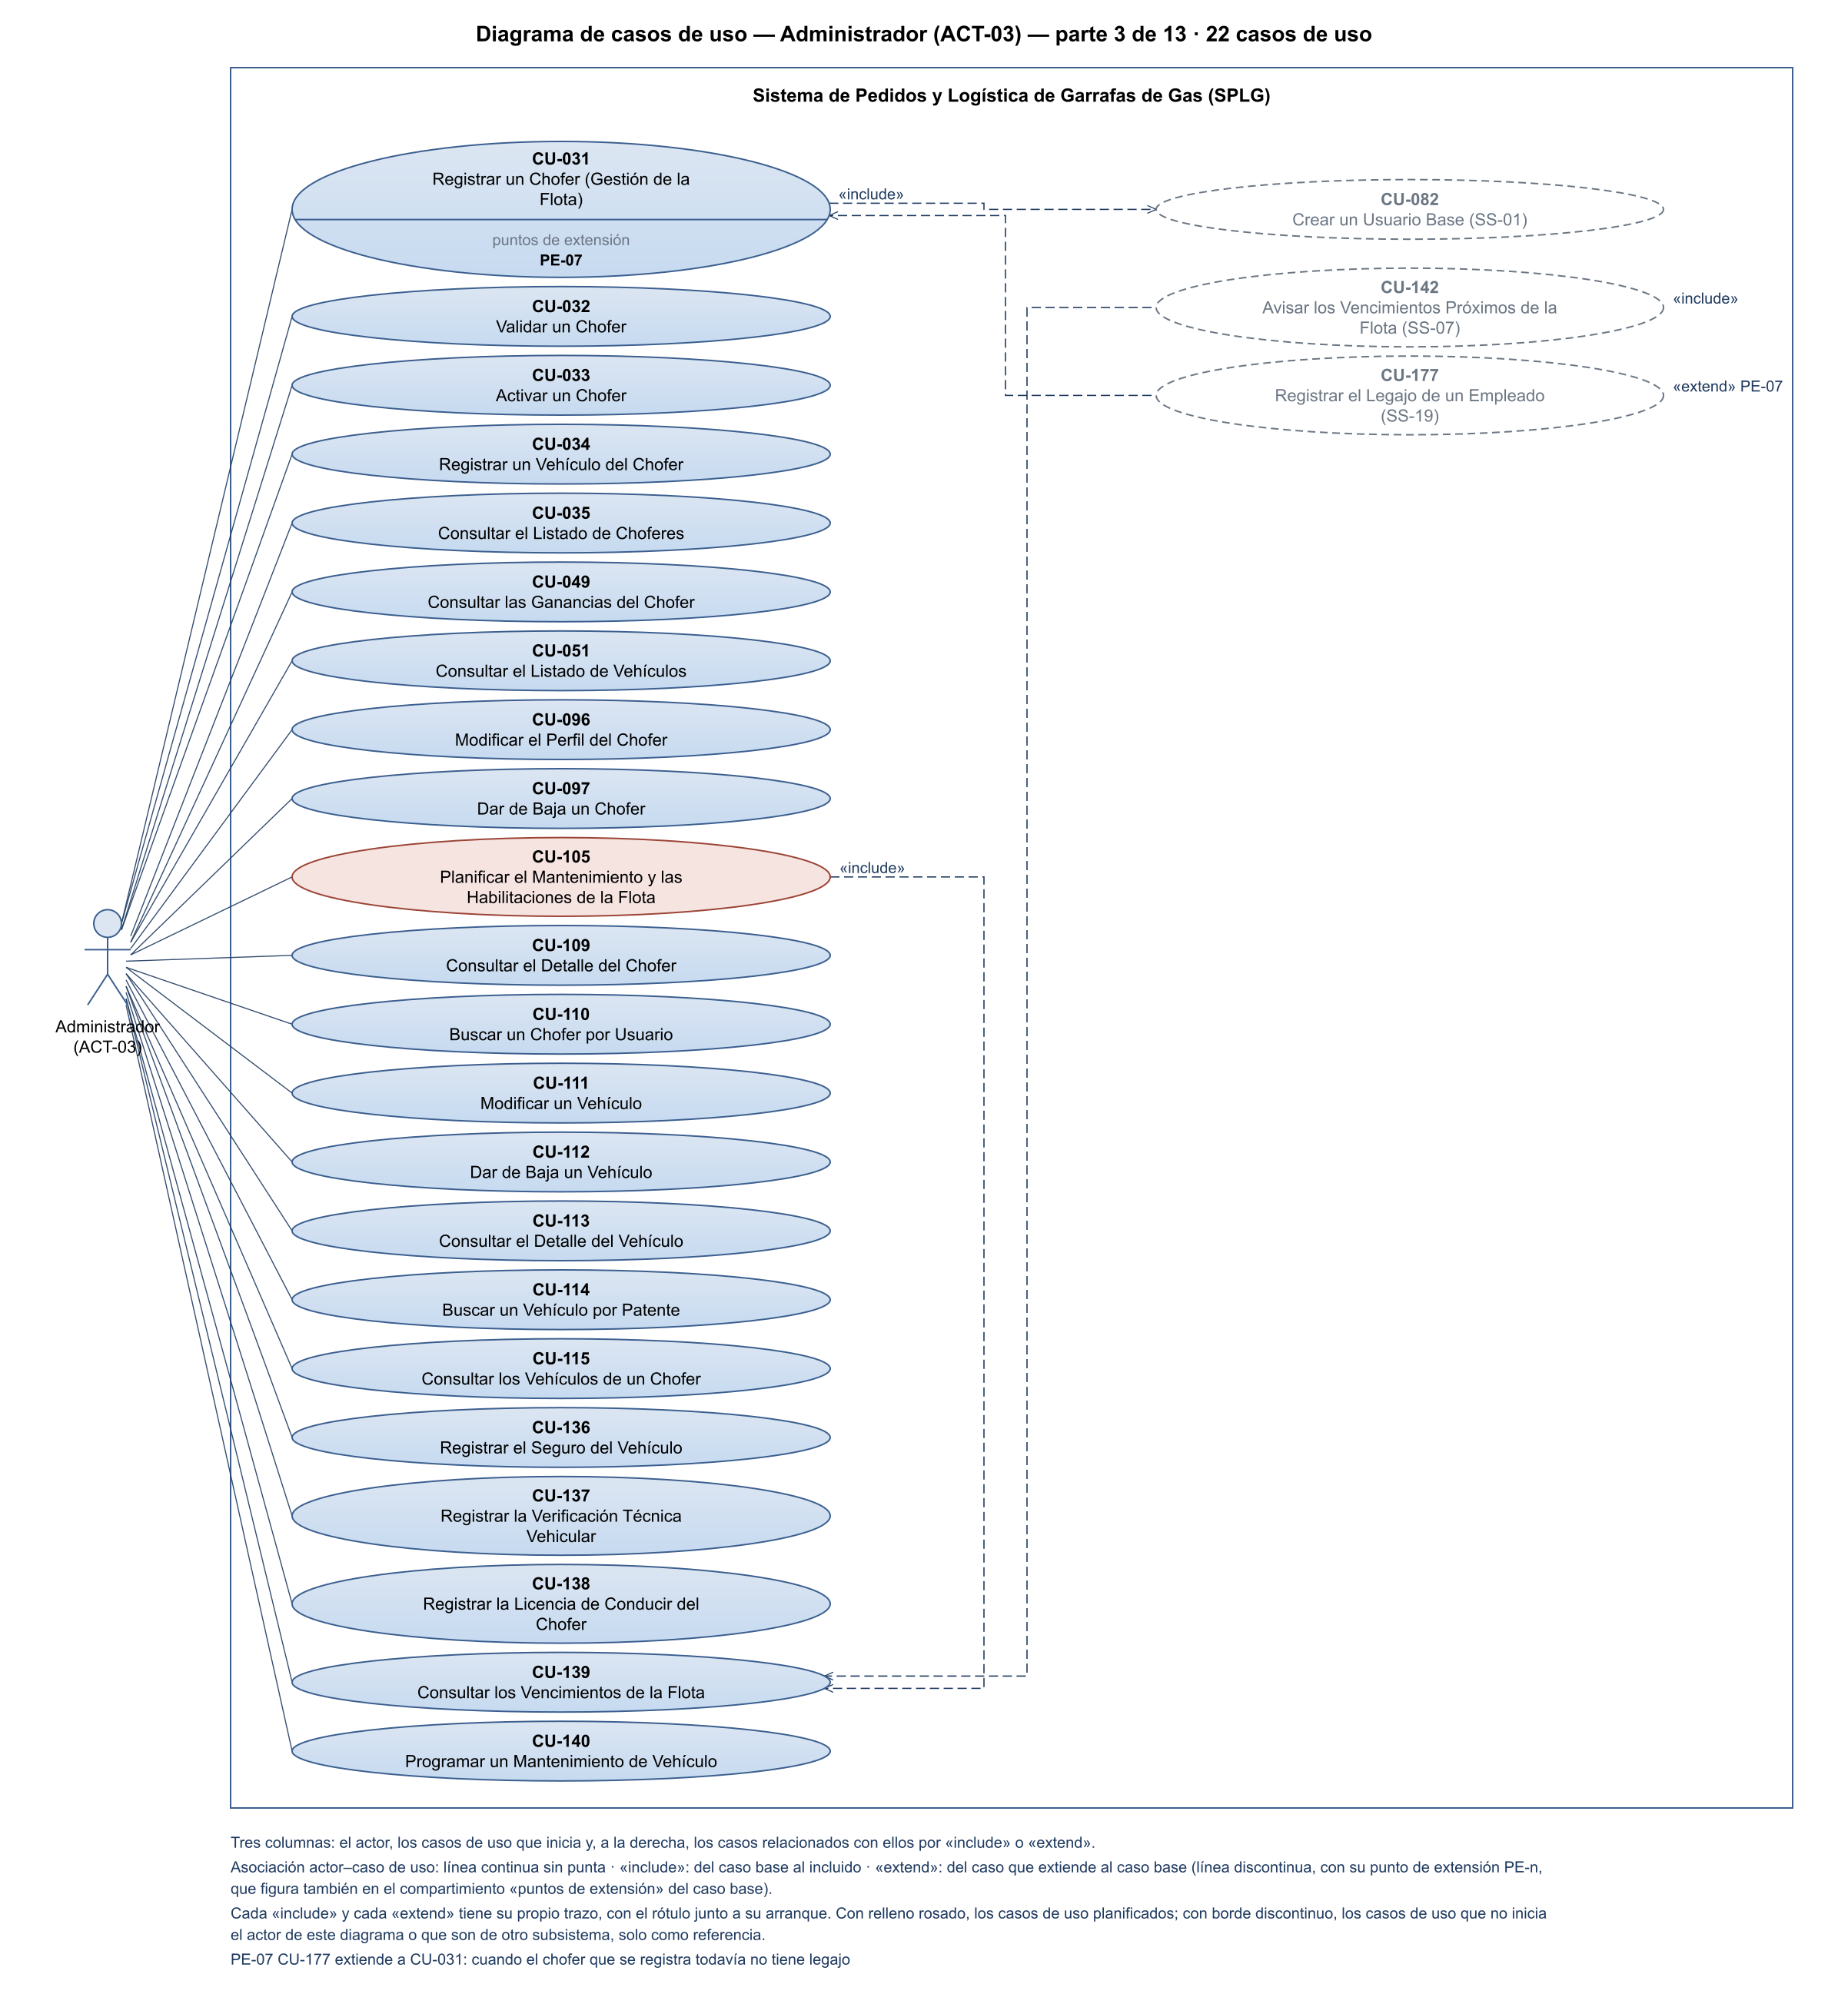 Diagrama de casos de uso — Administrador (ACT-03) — parte 3 de 13 · 22 casos de uso
Sistema de Pedidos y Logística de Garrafas de Gas (SPLG)
CU-031
Registrar un Chofer (Gestión de la
Flota)
puntos de extensión
PE-07
«include»
CU-082
Crear un Usuario Base (SS-01)
CU-142
Avisar los Vencimientos Próximos de la
Flota (SS-07)
«include»
CU-177
Registrar el Legajo de un Empleado
(SS-19)
«extend» PE-07
CU-032
Validar un Chofer
CU-033
Activar un Chofer
CU-034
Registrar un Vehículo del Chofer
CU-035
Consultar el Listado de Choferes
CU-049
Consultar las Ganancias del Chofer
CU-051
Consultar el Listado de Vehículos
CU-096
Modificar el Perfil del Chofer
CU-097
Dar de Baja un Chofer
CU-105
Planificar el Mantenimiento y las
Habilitaciones de la Flota
«include»
Administrador
(ACT-03)
CU-109
Consultar el Detalle del Chofer
CU-110
Buscar un Chofer por Usuario
CU-111
Modificar un Vehículo
CU-112
Dar de Baja un Vehículo
CU-113
Consultar el Detalle del Vehículo
CU-114
Buscar un Vehículo por Patente
CU-115
Consultar los Vehículos de un Chofer
CU-136
Registrar el Seguro del Vehículo
CU-137
Registrar la Verificación Técnica
Vehicular
CU-138
Registrar la Licencia de Conducir del
Chofer
CU-139
Consultar los Vencimientos de la Flota
CU-140
Programar un Mantenimiento de Vehículo
Tres columnas: el actor, los casos de uso que inicia y, a la derecha, los casos relacionados con ellos por «include» o «extend».
Asociación actor–caso de uso: línea continua sin punta · «include»: del caso base al incluido · «extend»: del caso que extiende al caso base (línea discontinua, con su punto de extensión PE-n,
que figura también en el compartimiento «puntos de extensión» del caso base).
Cada «include» y cada «extend» tiene su propio trazo, con el rótulo junto a su arranque. Con relleno rosado, los casos de uso planificados; con borde discontinuo, los casos de uso que no inicia
el actor de este diagrama o que son de otro subsistema, solo como referencia.
PE-07 CU-177 extiende a CU-031: cuando el chofer que se registra todavía no tiene legajo